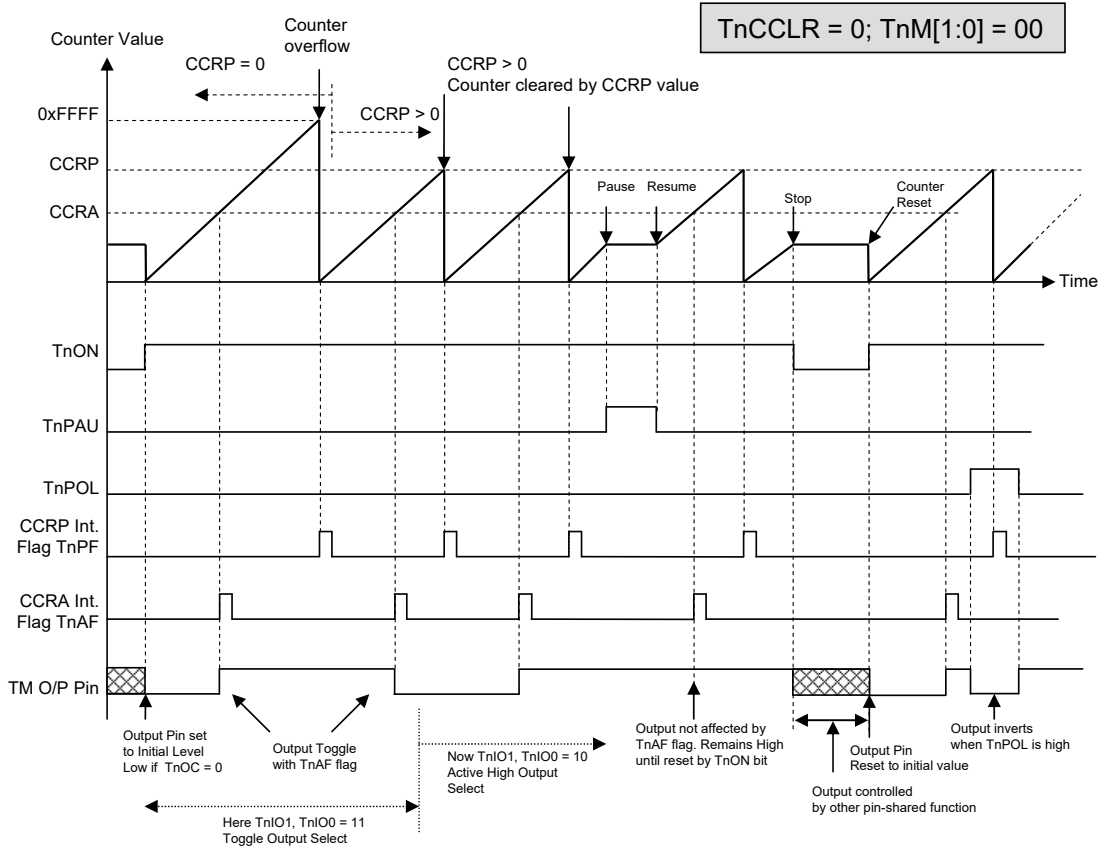 TnCCLR = 0; TnM[1:0] = 00
Counter Value
Counter
overflow
CCRP = 0
CCRP > 0
CCRP > 0
Counter cleared by CCRP value
0xFFFF
CCRP
CCRA
Pause
Resume
Stop
Counter
Reset
Time
TnON
TnPAU
TnPOL
CCRP Int.
Flag TnPF
CCRA Int.
Flag TnAF
TM O/P Pin
Output Pin set
to Initial Level
Low if TnOC = 0
Output Toggle
with TnAF flag
Now TnIO1, TnIO0 = 10
Active High Output
Select
Output not affected by
TnAF flag. Remains High
until reset by TnON bit
Output Pin
Reset to initial value
Output inverts
when TnPOL is high
Output controlled
by other pin-shared function
Here TnIO1, TnIO0 = 11
Toggle Output Select